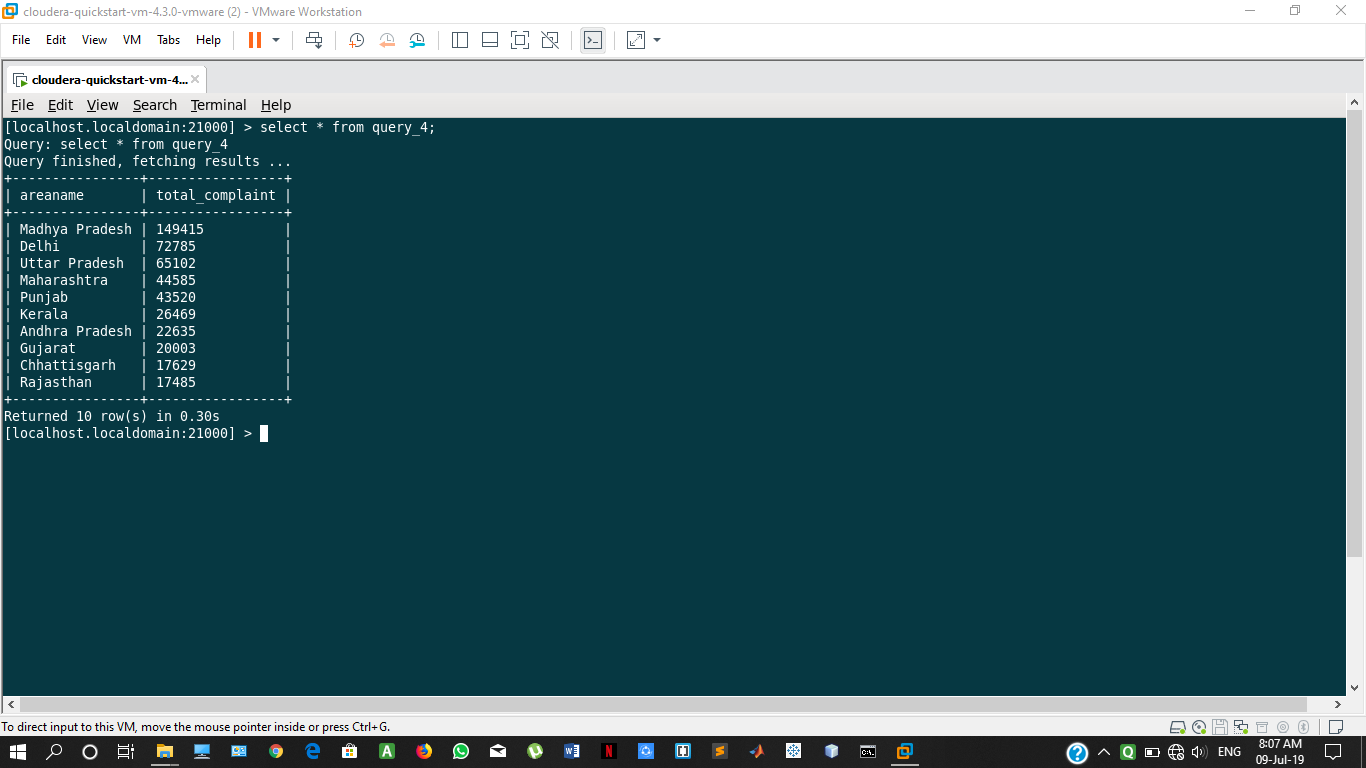 cloudera-quickstart-vm-4.3.0-vmware (2) - VMware Workstation
File Edit View VM Tabs Help
cloudera-quickstart-vm-4...
File Edit View Search Terminal Help
[localhost.localdomain:21000] > select * from query_4;
Query: select * from query_4
Query finished, fetching results ...
+----------------+-----------------+
| areaname       | total_complaint |
+----------------+-----------------+
| Madhya Pradesh | 149415          |
| Delhi          | 72785           |
| Uttar Pradesh  | 65102           |
| Maharashtra    | 44585           |
| Punjab         | 43520           |
| Kerala         | 26469           |
| Andhra Pradesh | 22635           |
| Gujarat        | 20003           |
| Chhattisgarh   | 17629           |
| Rajasthan      | 17485           |
+----------------+-----------------+
Returned 10 row(s) in 0.30s
[localhost.localdomain:21000] >
To direct input to this VM, move the mouse pointer inside or press Ctrl+G.
ENG
8:07 AM
09-Jul-19